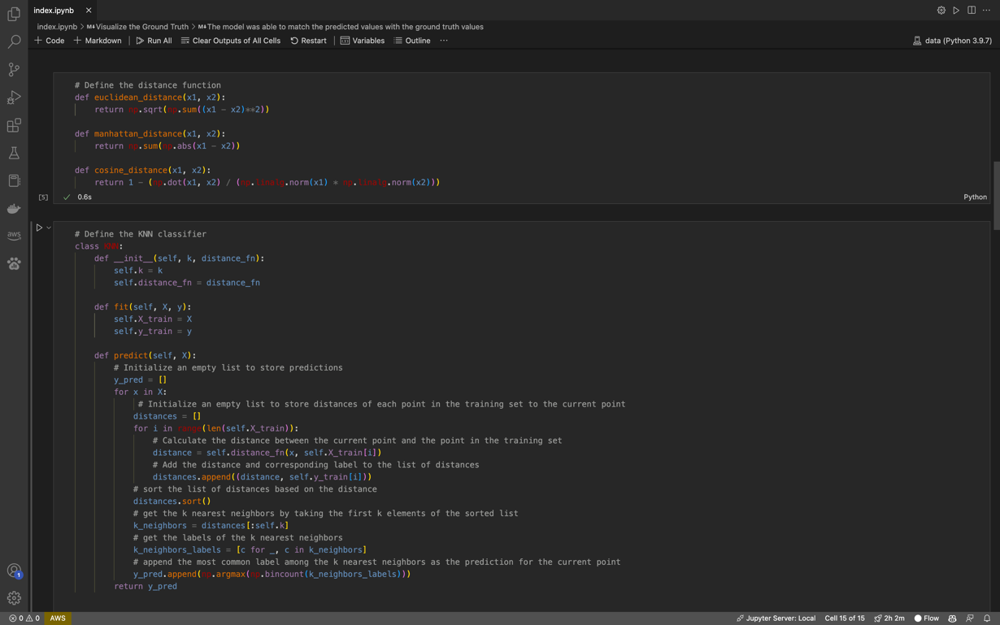 index.ipynb
index.ipynb > M↓Visualize the Ground Truth > M↓The model was able to match the predicted values with the ground truth values
+ Code + Markdown Run All Clear Outputs of All Cells Restart Variables Outline ··· data (Python 3.9.7)
# Define the distance function
def euclidean_distance(x1, x2):
return np.sqrt(np.sum((x1 - x2)**2))
def manhattan_distance(x1, x2):
return np.sum(np.abs(x1 - x2))
def cosine_distance(x1, x2):
return 1 - (np.dot(x1, x2) / (np.linalg.norm(x1) * np.linalg.norm(x2)))
[5] ✓ 0.6s Python
# Define the KNN classifier
class KNN:
def __init__(self, k, distance_fn):
self.k = k
self.distance_fn = distance_fn
def fit(self, X, y):
self.X_train = X
self.y_train = y
def predict(self, X):
# Initialize an empty list to store predictions
y_pred = []
for x in X:
# Initialize an empty list to store distances of each point in the training set to the current point
distances = []
for i in range(len(self.X_train)):
# Calculate the distance between the current point and the point in the training set
distance = self.distance_fn(x, self.X_train[i])
# Add the distance and corresponding label to the list of distances
distances.append((distance, self.y_train[i]))
# sort the list of distances based on the distance
distances.sort()
# get the k nearest neighbors by taking the first k elements of the sorted list
k_neighbors = distances[:self.k]
# get the labels of the k nearest neighbors
k_neighbors_labels = [c for _, c in k_neighbors]
# append the most common label among the k nearest neighbors as the prediction for the current point
y_pred.append(np.argmax(np.bincount(k_neighbors_labels)))
return y_pred
aws
1
0 0 AWS Jupyter Server: Local Cell 15 of 15 2h 2m Flow